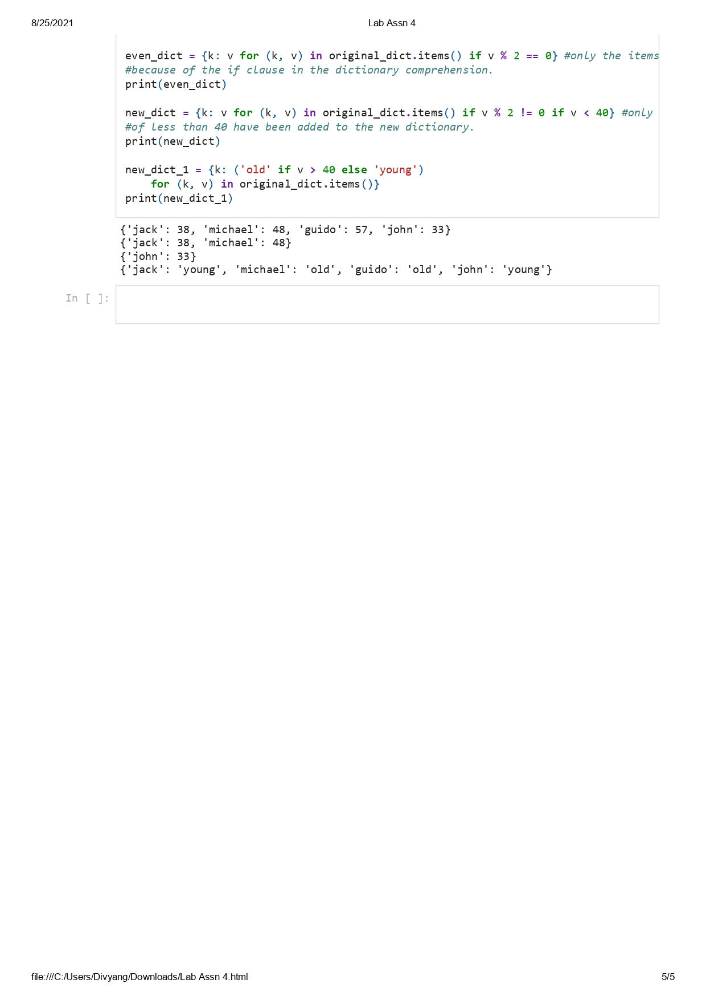 8/25/2021 Lab Assn 4
even_dict = {k: v for (k, v) in original_dict.items() if v % 2 == 0} #only the items
#because of the if clause in the dictionary comprehension.
print(even_dict)
new_dict = {k: v for (k, v) in original_dict.items() if v % 2 != 0 if v < 40} #only
#of less than 40 have been added to the new dictionary.
print(new_dict)
new_dict_1 = {k: ('old' if v > 40 else 'young')
    for (k, v) in original_dict.items()}
print(new_dict_1)
{'jack': 38, 'michael': 48, 'guido': 57, 'john': 33}
{'jack': 38, 'michael': 48}
{'john': 33}
{'jack': 'young', 'michael': 'old', 'guido': 'old', 'john': 'young'}
In [ ]:
file:///C:/Users/Divyang/Downloads/Lab Assn 4.html 5/5